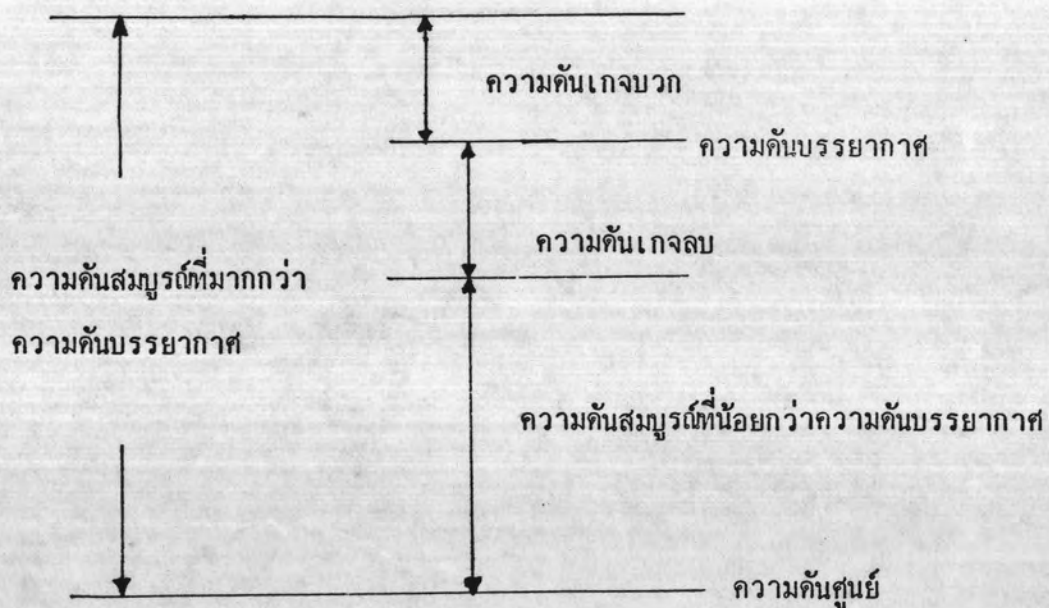 ความดันเกจบวก
ความดันบรรยากาศ
ความดันเกจลบ
ความดันสมบูรณ์ที่มากกว่า
ความดันบรรยากาศ
ความดันสมบูรณ์ที่น้อยกว่าความดันบรรยากาศ
ความดันศูนย์